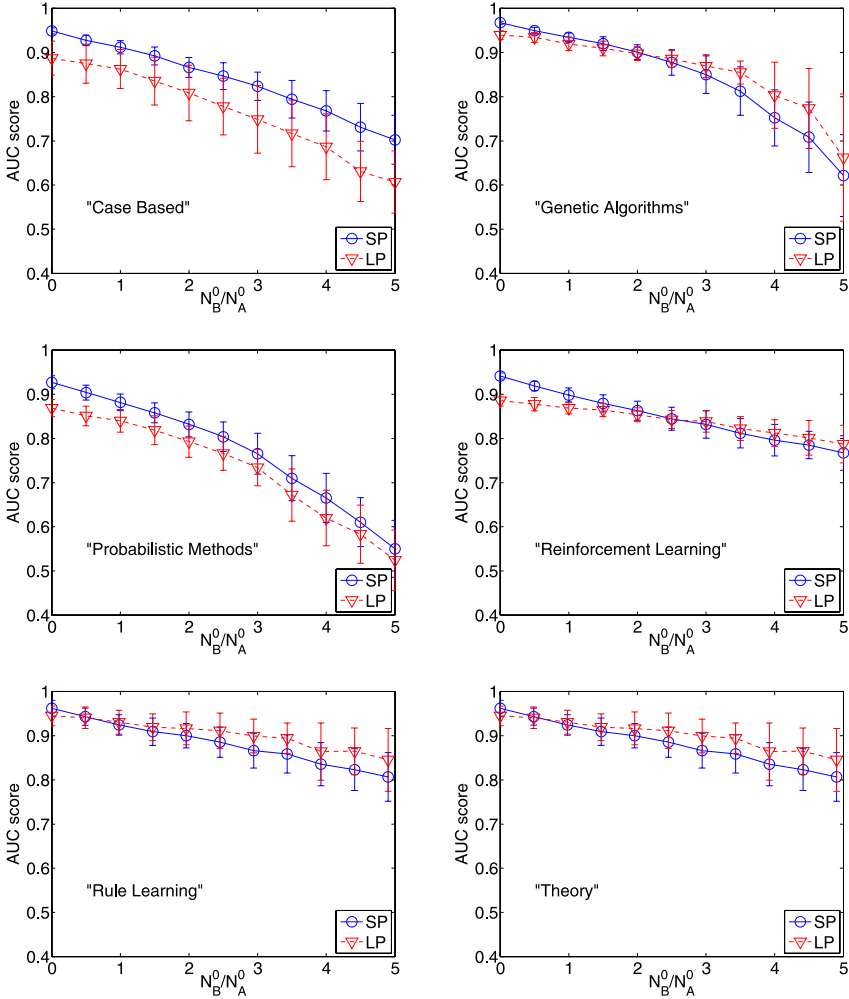 1
0.9
0.8
0.7
0.6
0.5
0.4
AUC score
"Case Based"
SP
LP
0 1 2 3 4 5
N_B^0/N_A^0
1
0.9
0.8
0.7
0.6
0.5
0.4
AUC score
"Genetic Algorithms"
SP
LP
0 1 2 3 4 5
N_B^0/N_A^0
1
0.9
0.8
0.7
0.6
0.5
0.4
AUC score
"Probabilistic Methods"
SP
LP
0 1 2 3 4 5
N_B^0/N_A^0
1
0.9
0.8
0.7
0.6
0.5
0.4
AUC score
"Reinforcement Learning"
SP
LP
0 1 2 3 4 5
N_B^0/N_A^0
1
0.9
0.8
0.7
0.6
0.5
0.4
AUC score
"Rule Learning"
SP
LP
0 1 2 3 4 5
N_B^0/N_A^0
1
0.9
0.8
0.7
0.6
0.5
0.4
AUC score
"Theory"
SP
LP
0 1 2 3 4 5
N_B^0/N_A^0